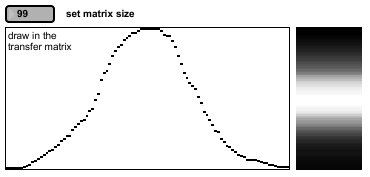 99 set matrix size
draw in the
transfer matrix